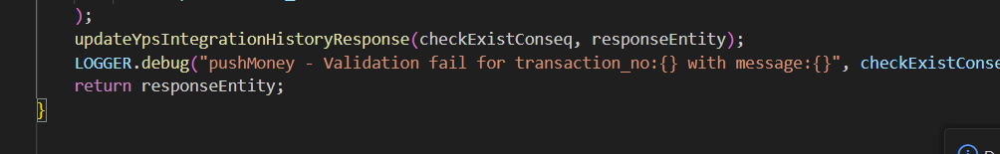 );
updateYpsIntegrationHistoryResponse(checkExistConseq, responseEntity);
LOGGER.debug("pushMoney - Validation fail for transaction_no:{} with message:{}", checkExistConse
return responseEntity;
}